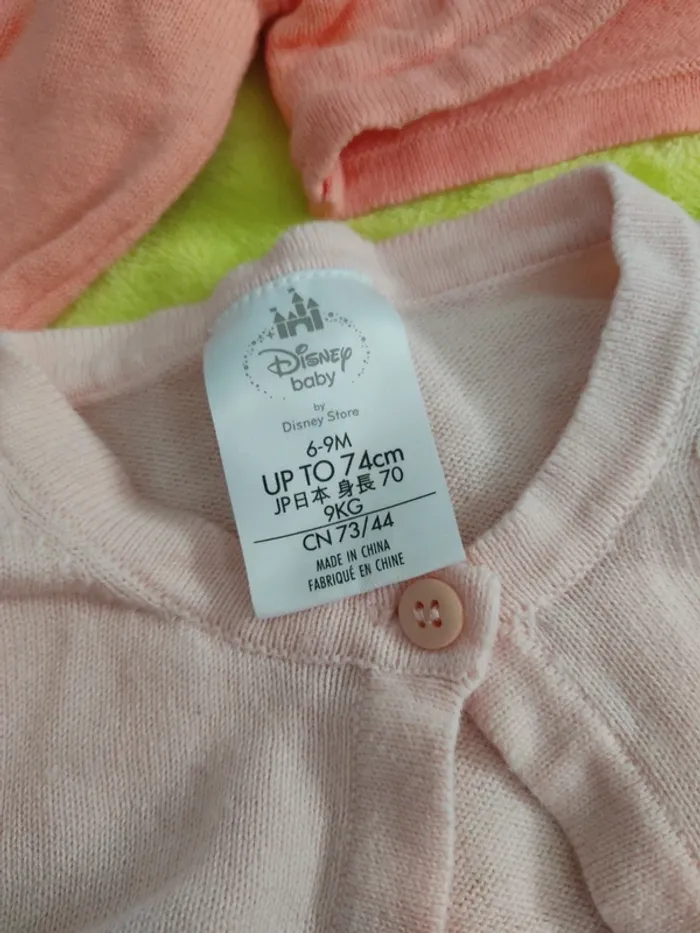 Disney
baby
by
Disney Store
6-9M
UP TO 74cm
JP日本 身長 70
9KG
CN 73/44
MADE IN CHINA
FABRIQUÉ EN CHINE